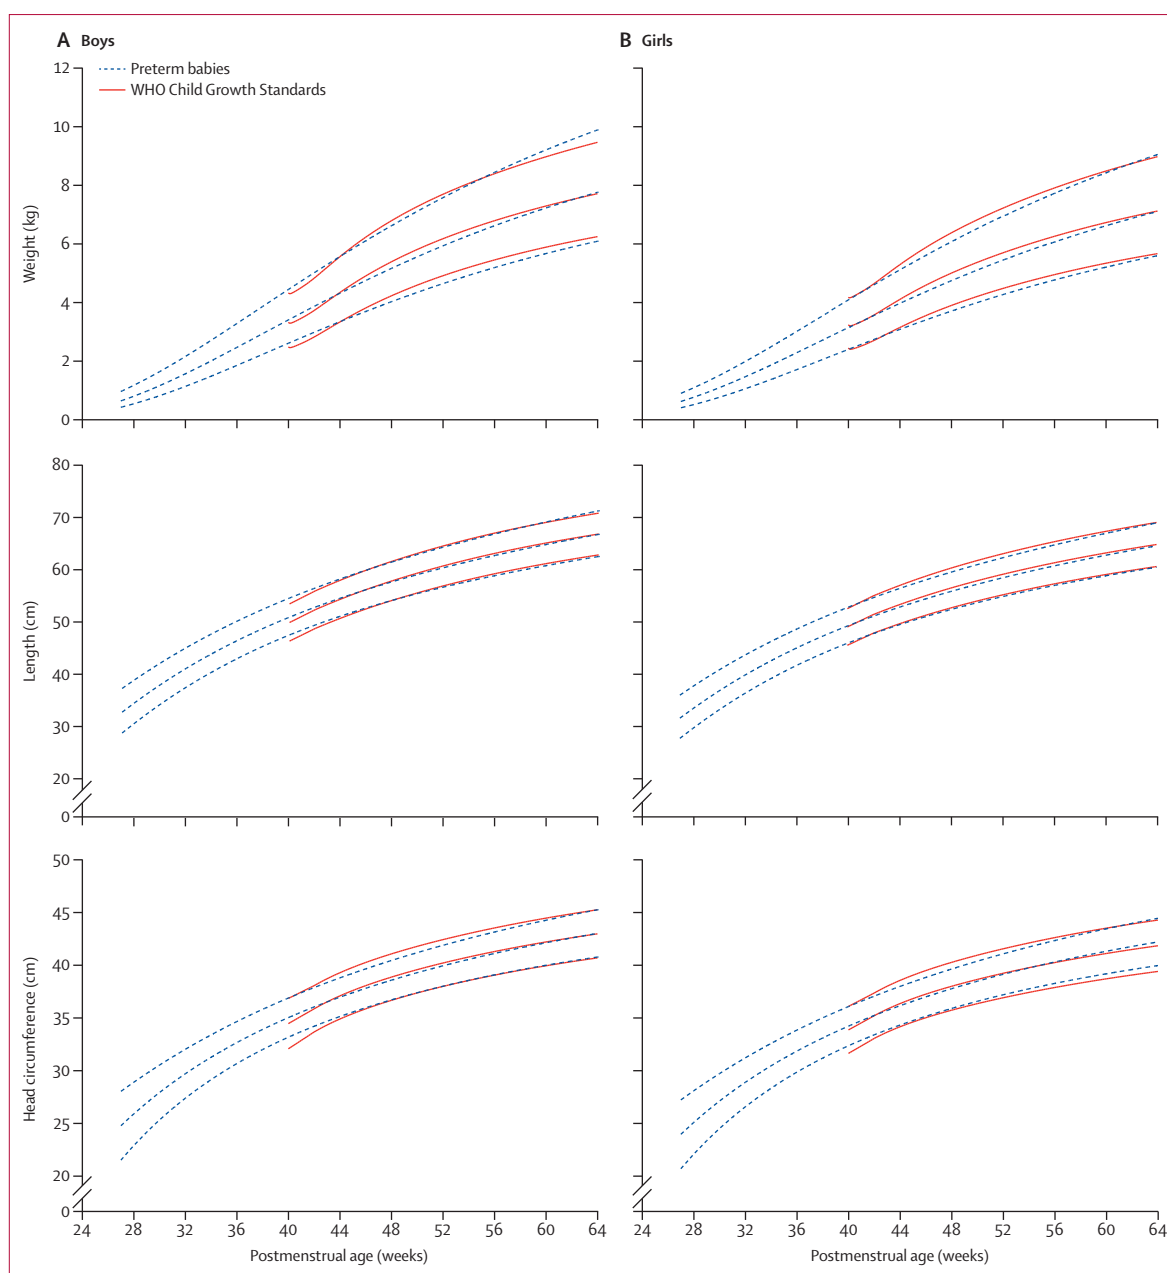 A Boys
B Girls
Preterm babies
WHO Child Growth Standards
Weight (kg)
12
10
8
6
4
2
0
Length (cm)
80
70
60
50
40
30
20
0
Head circumference (cm)
50
45
40
35
30
25
20
0
24 28 32 36 40 44 48 52 56 60 64
24 28 32 36 40 44 48 52 56 60 64
Postmenstrual age (weeks)
Postmenstrual age (weeks)